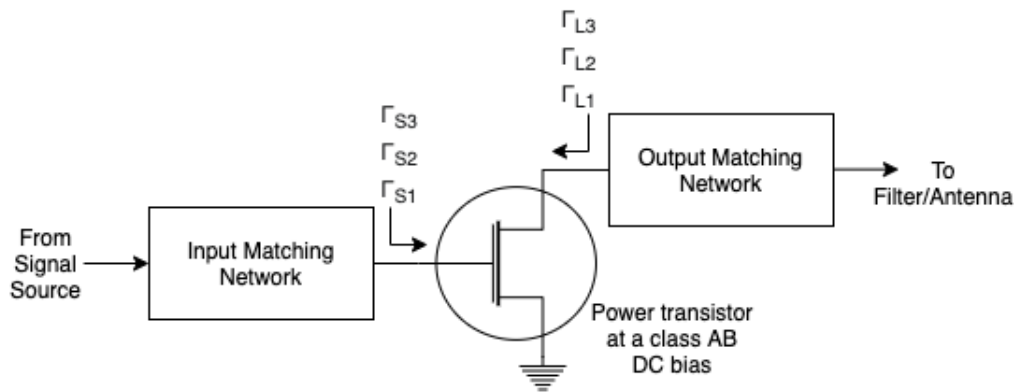 ΓL3
ΓL2
ΓL1
ΓS3
ΓS2
ΓS1
Output Matching
Network
To
Filter/Antenna
From
Signal
Source
Input Matching
Network
Power transistor
at a class AB
DC bias